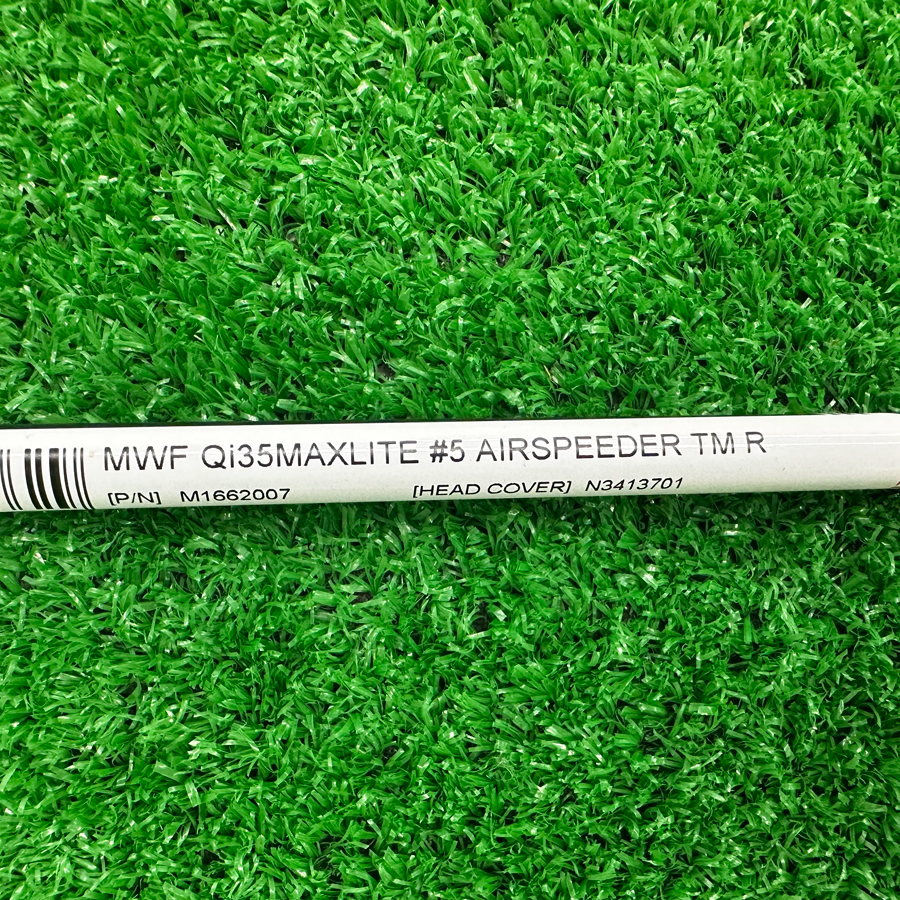 MWF Qi35MAXLITE #5 AIRSPEEDER TM R
[P/N] M1662007 [HEAD COVER] N3413701